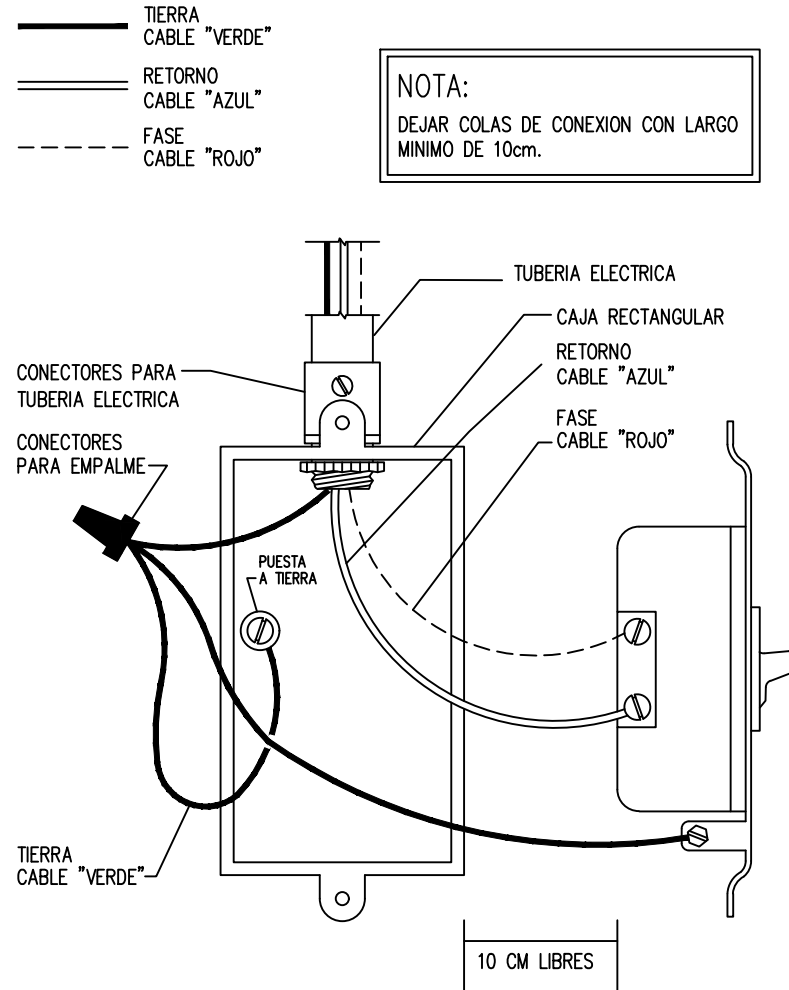 TIERRA
CABLE "VERDE"
RETORNO
CABLE "AZUL"
FASE
CABLE "ROJO"
NOTA:
DEJAR COLAS DE CONEXION CON LARGO
MINIMO DE 10cm.
TUBERIA ELECTRICA
CAJA RECTANGULAR
RETORNO
CABLE "AZUL"
FASE
CABLE "ROJO"
CONECTORES PARA
TUBERIA ELECTRICA
CONECTORES
PARA EMPALME
PUESTA
A TIERRA
TIERRA
CABLE "VERDE"
10 CM LIBRES